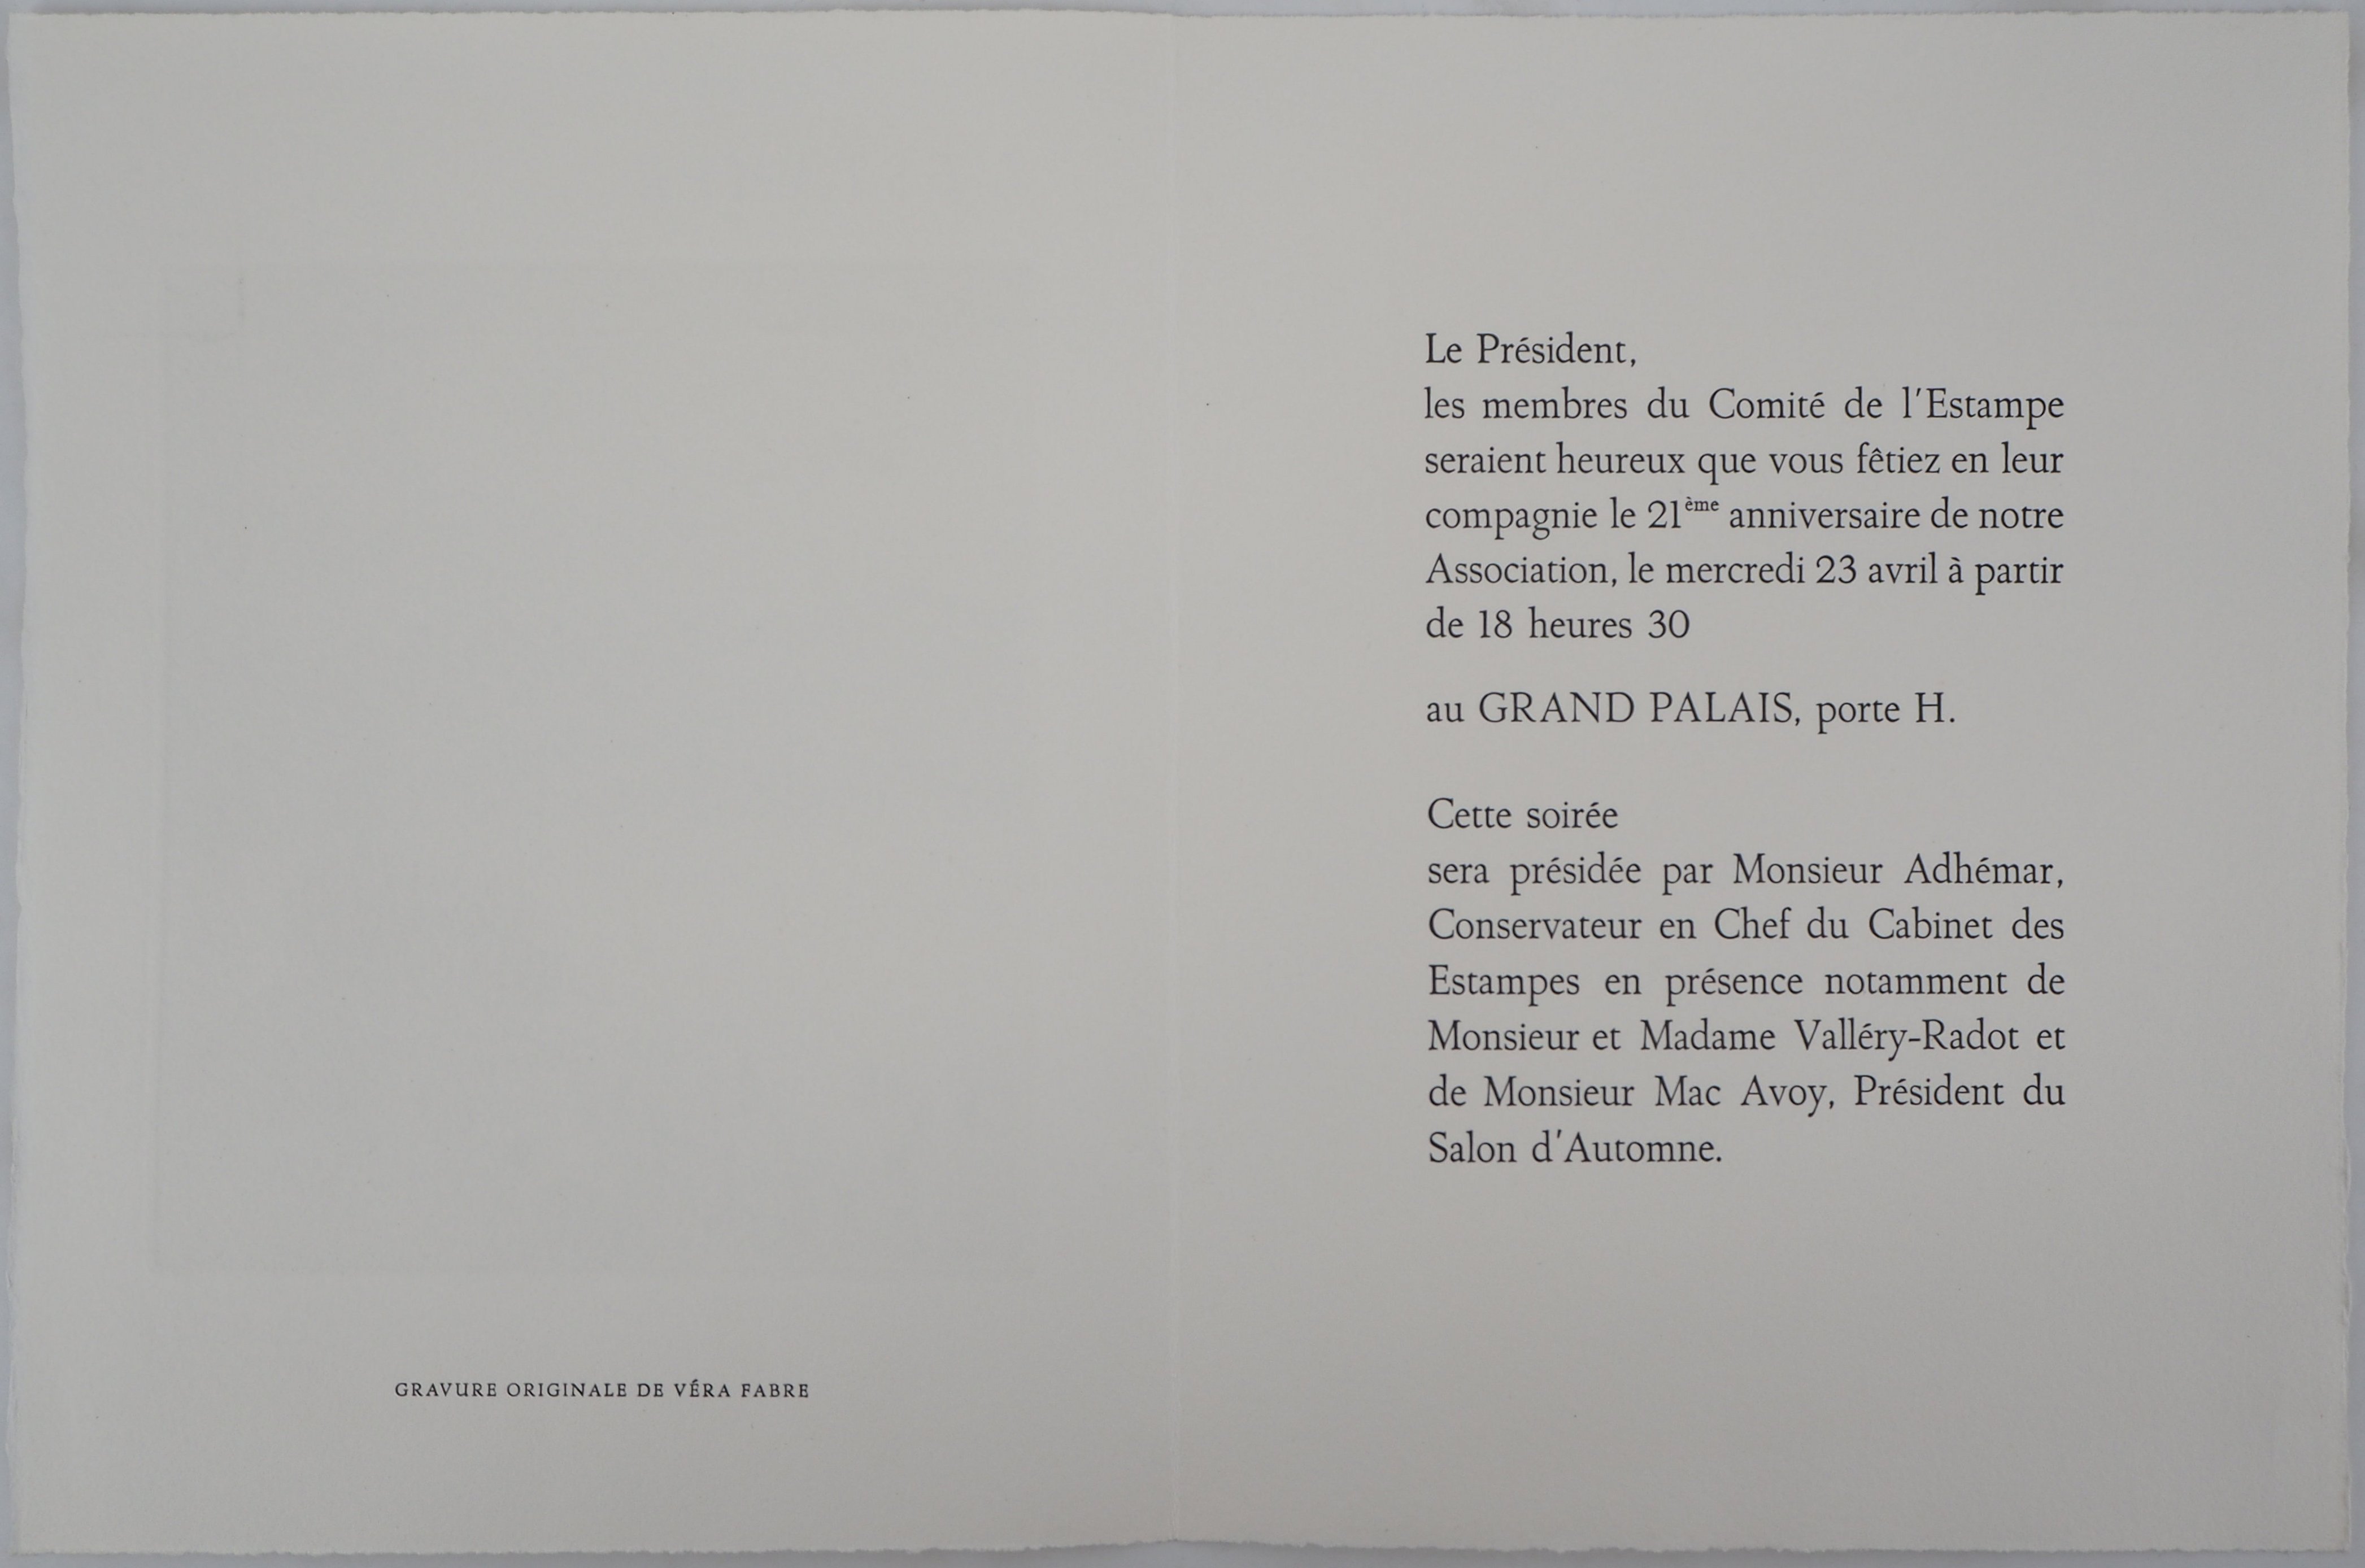 GRAVURE ORIGINALE DE VÉRA FABRE
Le Président,
les membres du Comité de l'Estampe
seraient heureux que vous fêtiez en leur
compagnie le 21ème anniversaire de notre
Association, le mercredi 23 avril à partir
de 18 heures 30
au GRAND PALAIS, porte H.
Cette soirée
sera présidée par Monsieur Adhémar,
Conservateur en Chef du Cabinet des
Estampes en présence notamment de
Monsieur et Madame Valléry-Radot et
de Monsieur Mac Avoy, Président du
Salon d'Automne.